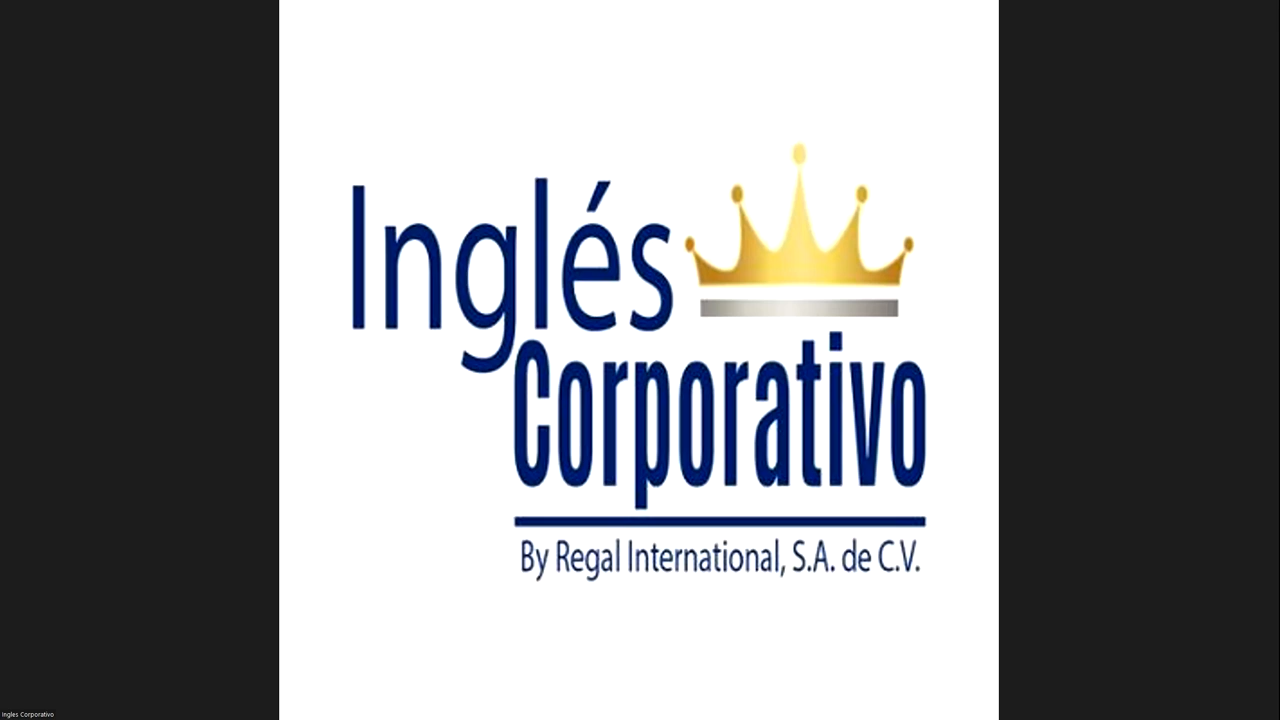 Inglés
Corporativo
By Regal International, S.A. de C.V.
Ingles Corporativo